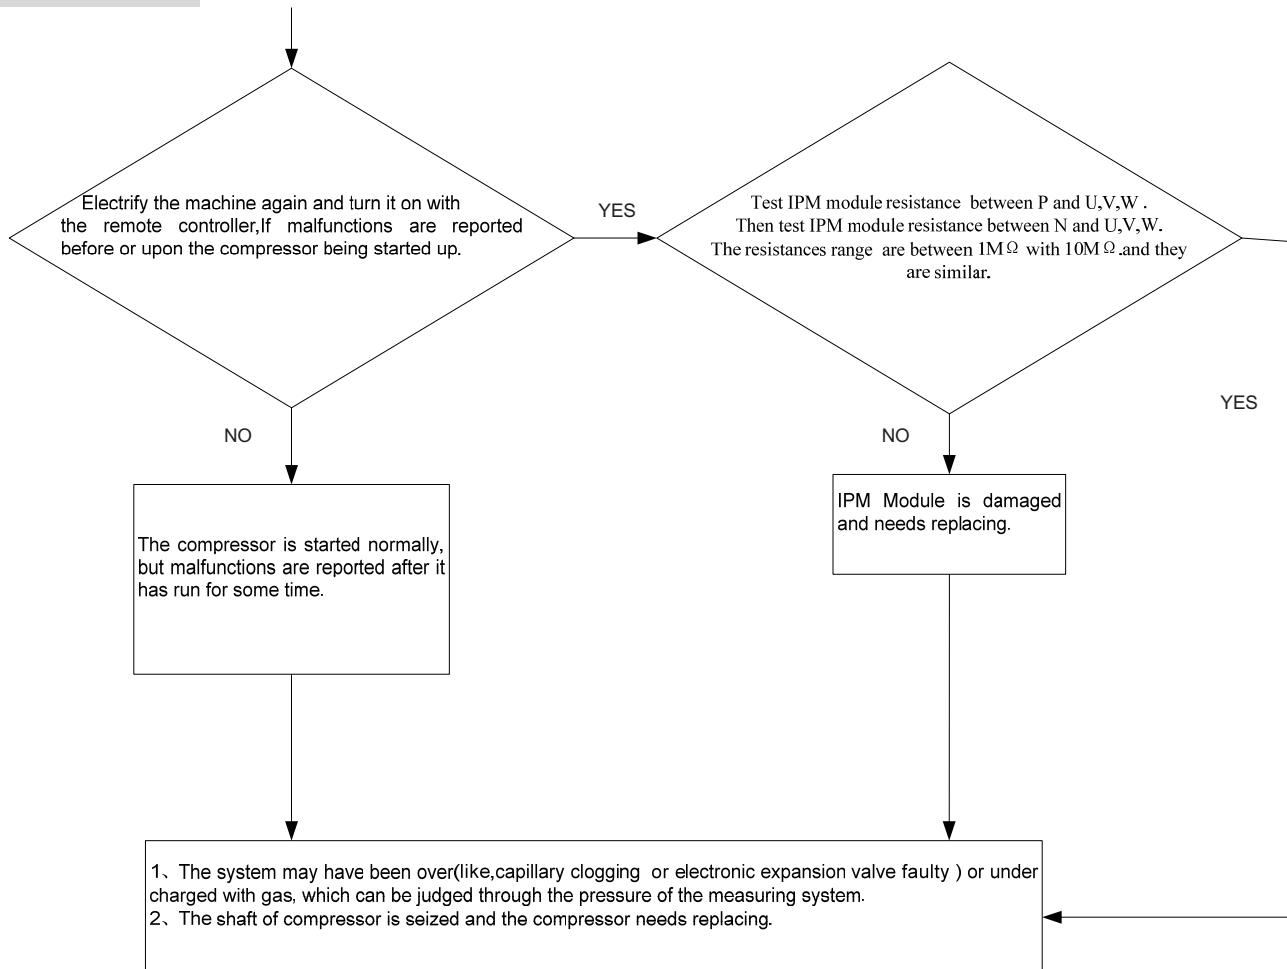 Electrify the machine again and turn it on with
the remote controller,If malfunctions are reported
before or upon the compressor being started up.
YES
Test IPM module resistance between P and U,V,W .
Then test IPM module resistance between N and U,V,W.
The resistances range are between 1MΩ with 10MΩ.and they
are similar.
YES
NO
NO
The compressor is started normally,
but malfunctions are reported after it
has run for some time.
IPM Module is damaged
and needs replacing.
1、The system may have been over(like,capillary clogging or electronic expansion valve faulty ) or under
charged with gas, which can be judged through the pressure of the measuring system.
2、The shaft of compressor is seized and the compressor needs replacing.